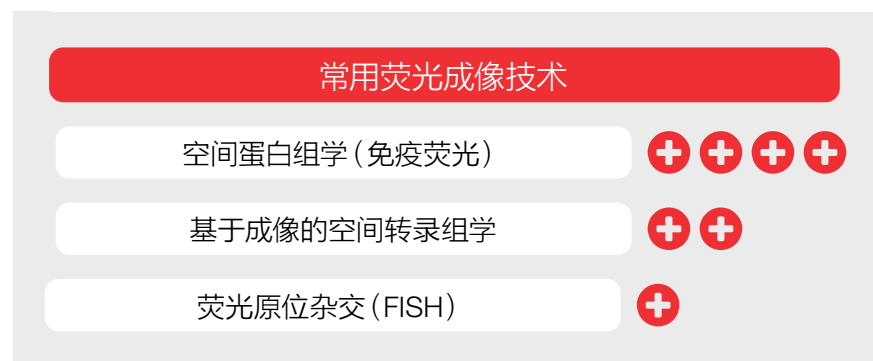 常用荧光成像技术
空间蛋白组学（免疫荧光）
基于成像的空间转录组学
荧光原位杂交（FISH）